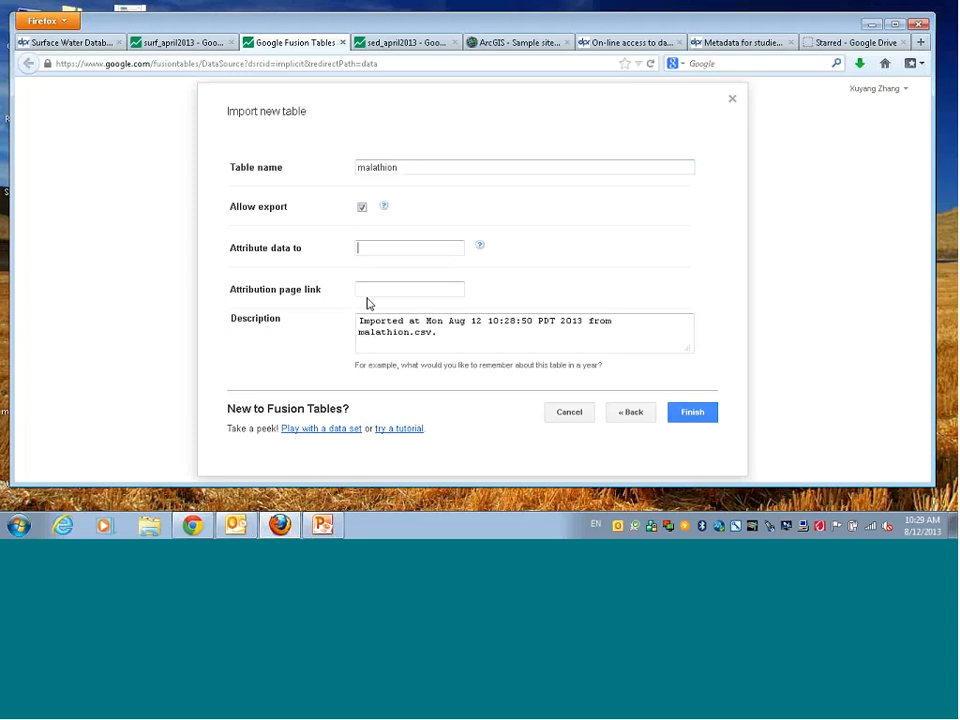 Firefox
Surface Water Datab...
surf_april2013 - Goo...
Google Fusion Tables
sed_april2013 - Goo...
ArcGIS - Sample site...
On-line access to da...
Metadata for studie...
Starred - Google Drive
https://www.google.com/fusiontables/DataSource?dsrcid=implicit&redirectPath=data
Google
Xuyang Zhang
Import new table
Table name
malathion
Allow export
Attribute data to
Attribution page link
Description
Imported at Mon Aug 12 10:28:50 PDT 2013 from
malathion.csv.
For example, what would you like to remember about this table in a year?
New to Fusion Tables?
Cancel
« Back
Finish
Take a peek! Play with a data set or try a tutorial.
EN
10:29 AM
8/12/2013